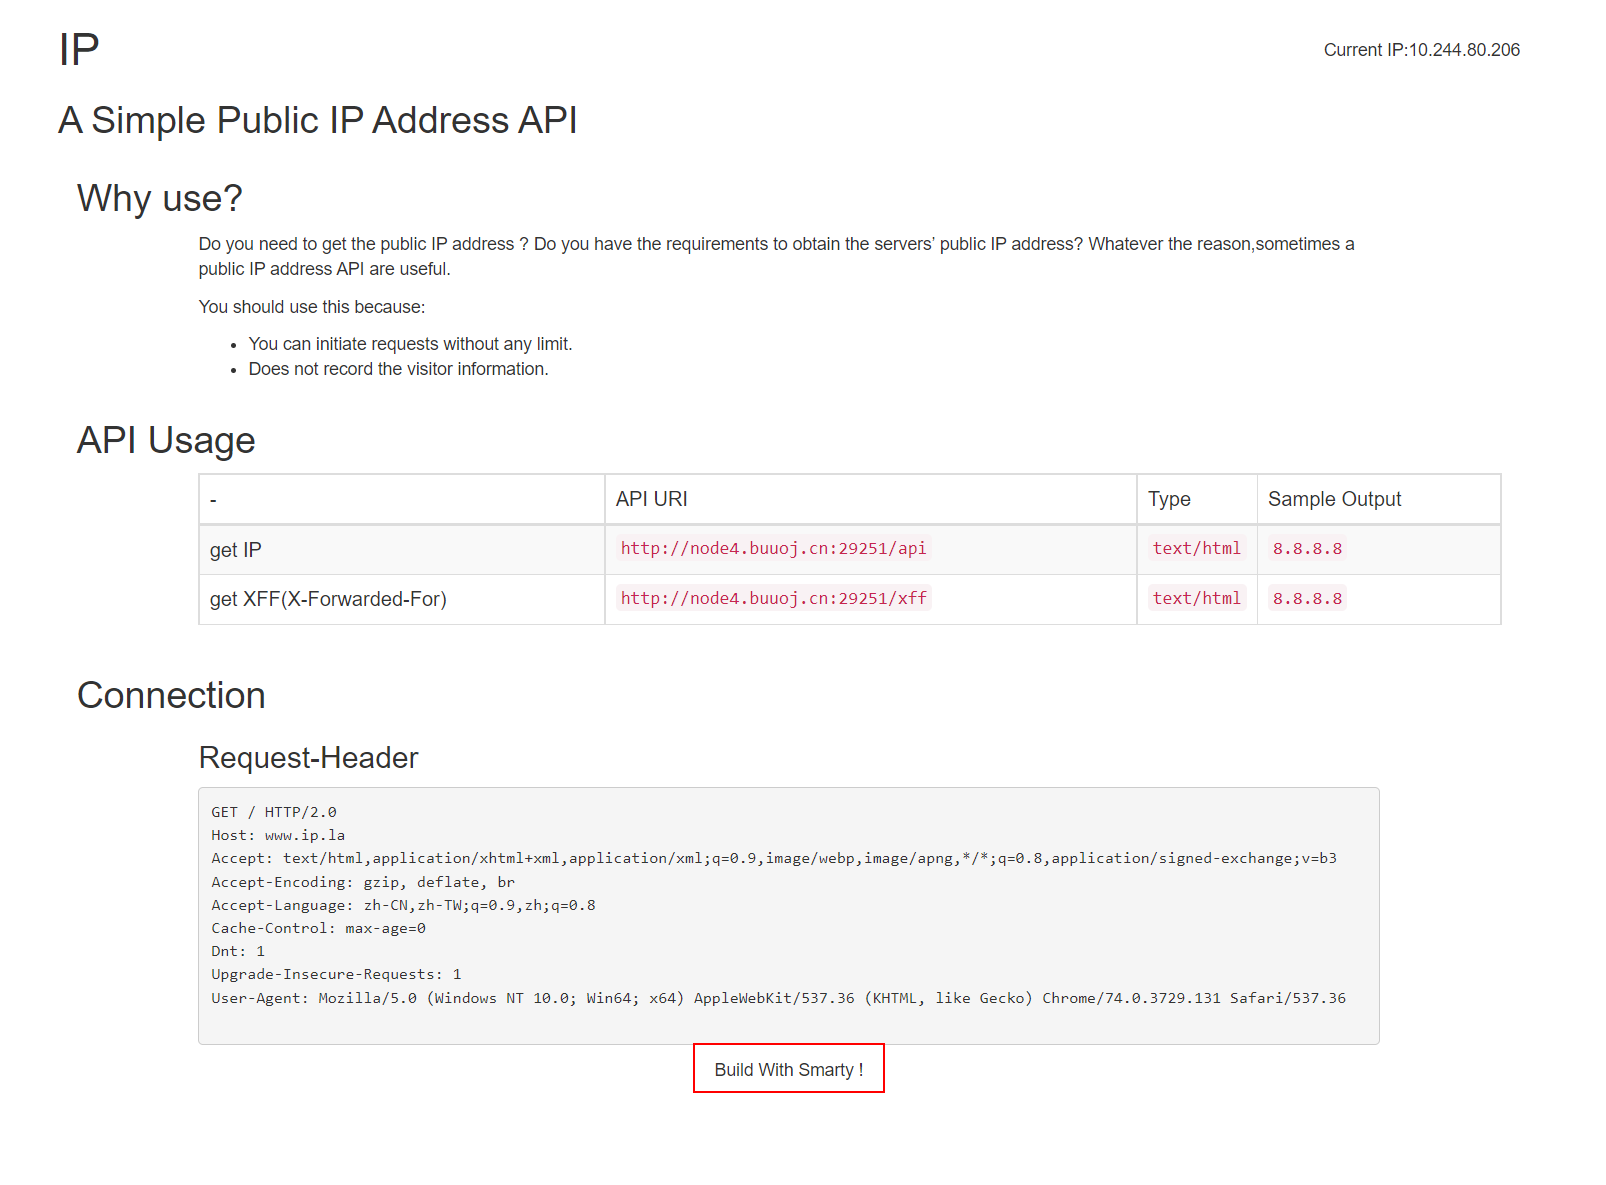 IP
Current IP:10.244.80.206
A Simple Public IP Address API
Why use?
Do you need to get the public IP address ? Do you have the requirements to obtain the servers’ public IP address? Whatever the reason,sometimes a
public IP address API are useful.
You should use this because:
• You can initiate requests without any limit.
• Does not record the visitor information.
API Usage
- API URI Type Sample Output
get IP http://node4.buuoj.cn:29251/api text/html 8.8.8.8
get XFF(X-Forwarded-For) http://node4.buuoj.cn:29251/xff text/html 8.8.8.8
Connection
Request-Header
GET / HTTP/2.0
Host: www.ip.la
Accept: text/html,application/xhtml+xml,application/xml;q=0.9,image/webp,image/apng,*/*;q=0.8,application/signed-exchange;v=b3
Accept-Encoding: gzip, deflate, br
Accept-Language: zh-CN,zh-TW;q=0.9,zh;q=0.8
Cache-Control: max-age=0
Dnt: 1
Upgrade-Insecure-Requests: 1
User-Agent: Mozilla/5.0 (Windows NT 10.0; Win64; x64) AppleWebKit/537.36 (KHTML, like Gecko) Chrome/74.0.3729.131 Safari/537.36
Build With Smarty !